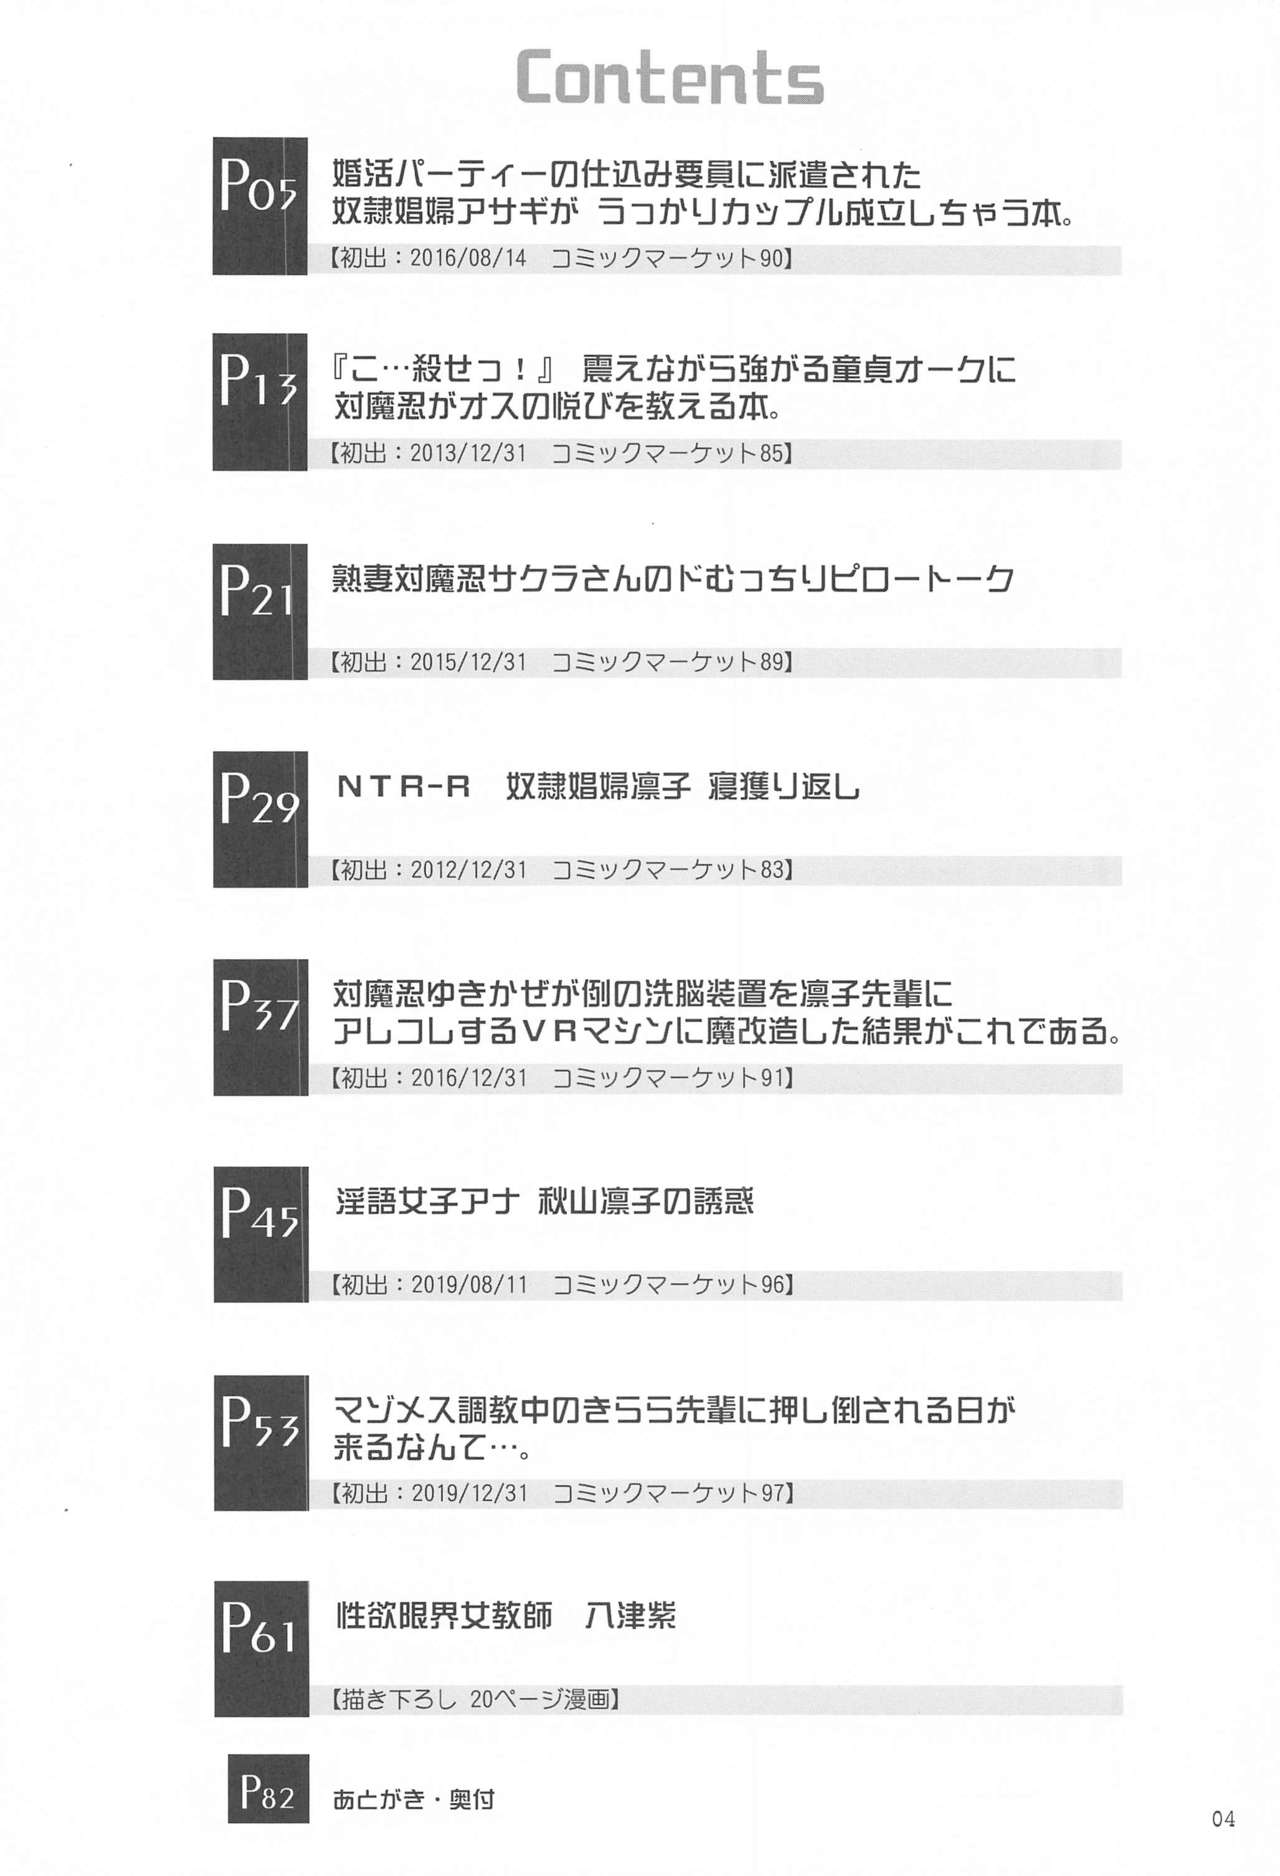 Contents
P05
婚活パーティーの仕込み要員に派遣された
奴隷娼婦アサギが うっかりカップル成立しちゃう本。
【初出：2016/08/14　コミックマーケット90】
P13
『こ…殺せっ！』 震えながら強がる童貞オークに
対魔忍がオスの悦びを教える本。
【初出：2013/12/31　コミックマーケット85】
P21
熟妻対魔忍サクラさんのドむっちりピロートーク
【初出：2015/12/31　コミックマーケット89】
P29
ＮＴＲ-Ｒ　奴隷娼婦凛子 寝獲り返し
【初出：2012/12/31　コミックマーケット83】
P37
対魔忍ゆきかぜが例の洗脳装置を凛子先輩に
アレコレするＶＲマシンに魔改造した結果がこれである。
【初出：2016/12/31　コミックマーケット91】
P45
淫語女子アナ 秋山凛子の誘惑
【初出：2019/08/11　コミックマーケット96】
P53
マゾメス調教中のきらら先輩に押し倒される日が
来るなんて…。
【初出：2019/12/31　コミックマーケット97】
P61
性欲限界女教師　八津紫
【描き下ろし 20ページ漫画】
P82
あとがき・奥付
04